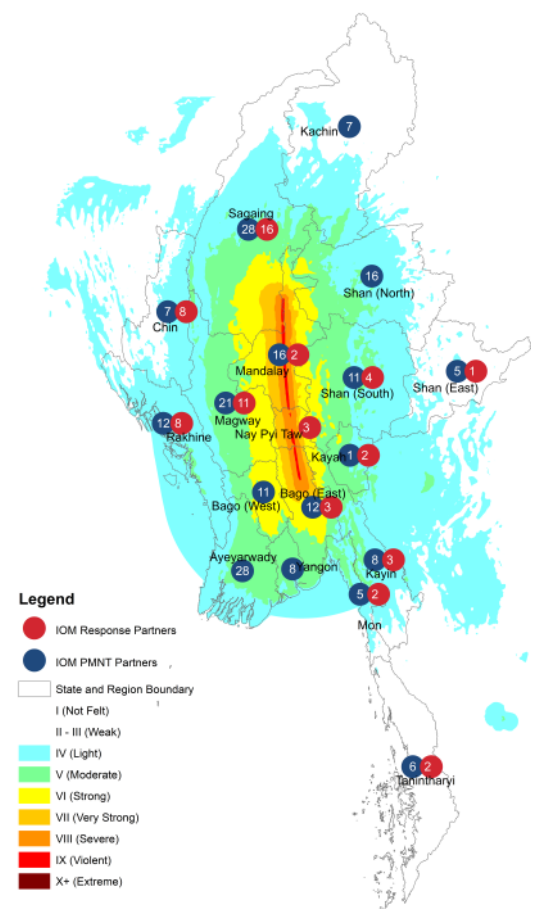 Kachin 7
Sagaing
28 16
16
Shan (North)
7 8
Chin
16 2
Mandalay
11 4
Shan (South)
5 1
Shan (East)
21 11
Magway
12 8
Rakhine
3
Nay Pyi Taw
Kayah 1 2
11
Bago (West)
Bago (East)
12 3
Ayeyarwady
28
8 Yangon
8 3
Kayin
5 2
Mon
6 2
Tanintharyi
Legend
IOM Response Partners
IOM PMNT Partners
State and Region Boundary
I (Not Felt)
II - III (Weak)
IV (Light)
V (Moderate)
VI (Strong)
VII (Very Strong)
VIII (Severe)
IX (Violent)
X+ (Extreme)